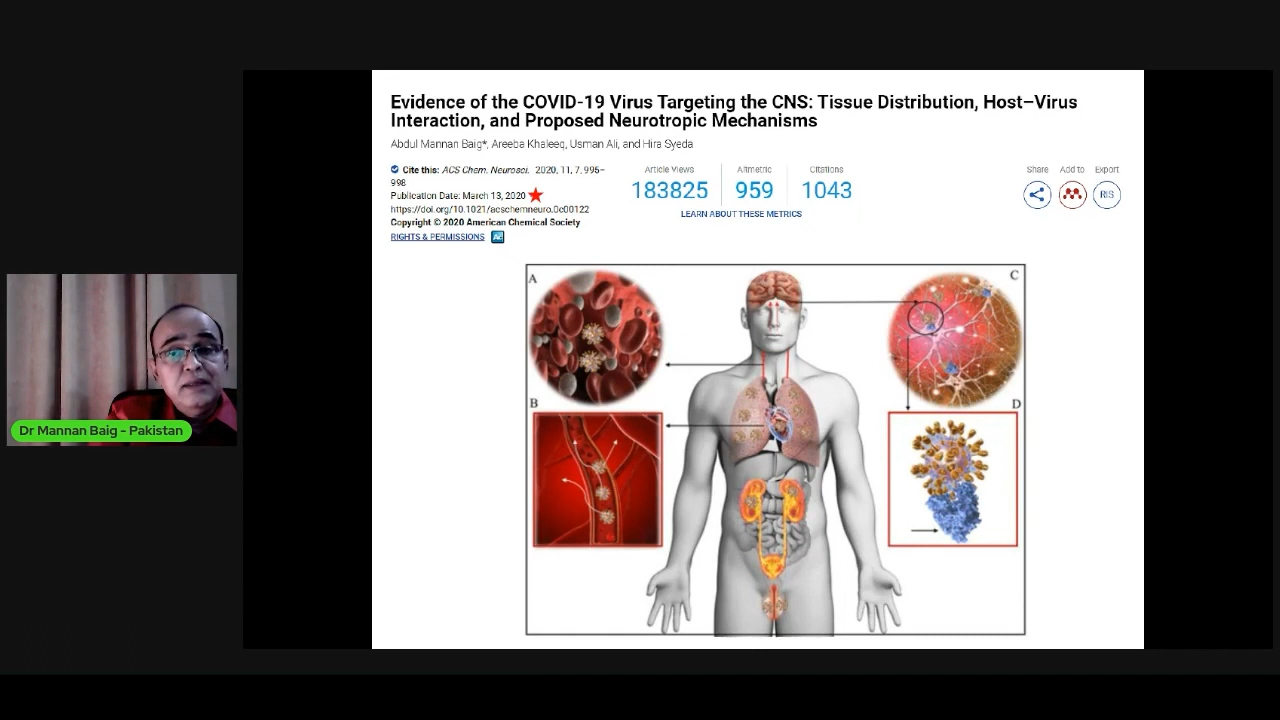 Evidence of the COVID-19 Virus Targeting the CNS: Tissue Distribution, Host–Virus
Interaction, and Proposed Neurotropic Mechanisms
Abdul Mannan Baig*, Areeba Khaleeq, Usman Ali, and Hira Syeda
Cite this: ACS Chem. Neurosci. 2020, 11, 7, 995–
998
Publication Date: March 13, 2020
https://doi.org/10.1021/acschemneuro.0c00122
Copyright © 2020 American Chemical Society
RIGHTS & PERMISSIONS
Article Views
183825
Altmetric
959
Citations
1043
LEARN ABOUT THESE METRICS
Share
Add to
Export
RIS
A
C
B
D
Dr Mannan Baig - Pakistan